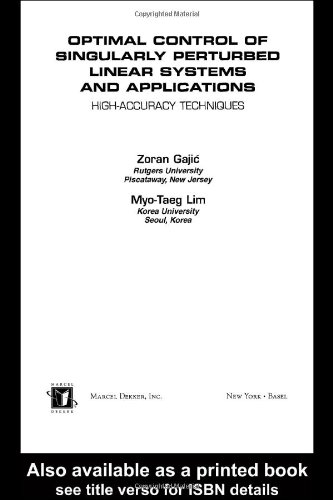 OPTIMAL CONTROL OF
SINGULARLY PERTURBED
LINEAR SYSTEMS
AND APPLICATIONS
HIGH-ACCURACY TECHNIQUES
Zoran Gajić
Rutgers University
Piscataway, New Jersey
Myo-Taeg Lim
Korea University
Seoul, Korea
MARCEL
DEKKER
MARCEL DEKKER, INC.
NEW YORK • BASEL
Also available as a printed book
see title verso for ISBN details